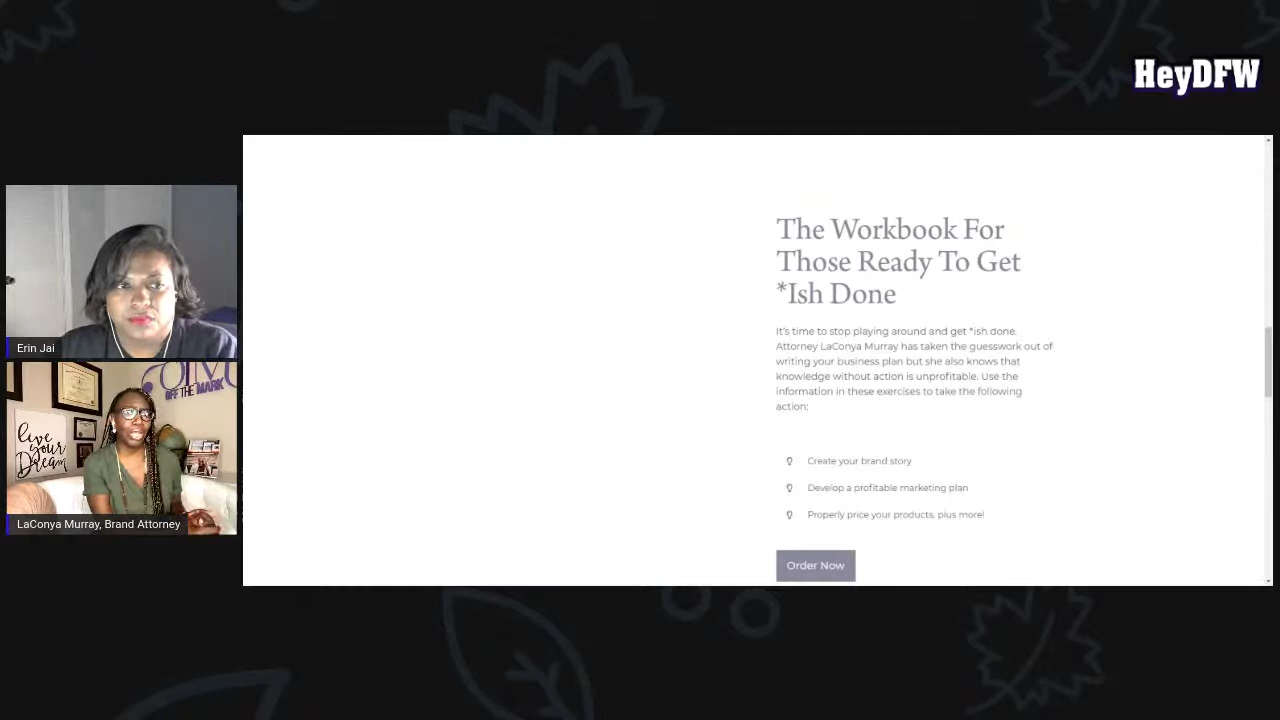 HeyDFW
The Workbook For
Those Ready To Get
*Ish Done
It's time to stop playing around and get *ish done.
Attorney LaConya Murray has taken the guesswork out of
writing your business plan but she also knows that
knowledge without action is unprofitable. Use the
information in these exercises to take the following
action:
Create your brand story
Develop a profitable marketing plan
Properly price your products, plus more!
Order Now
Erin Jai
OFF THE MARK
live
your
Dream
LaConya Murray, Brand Attorney